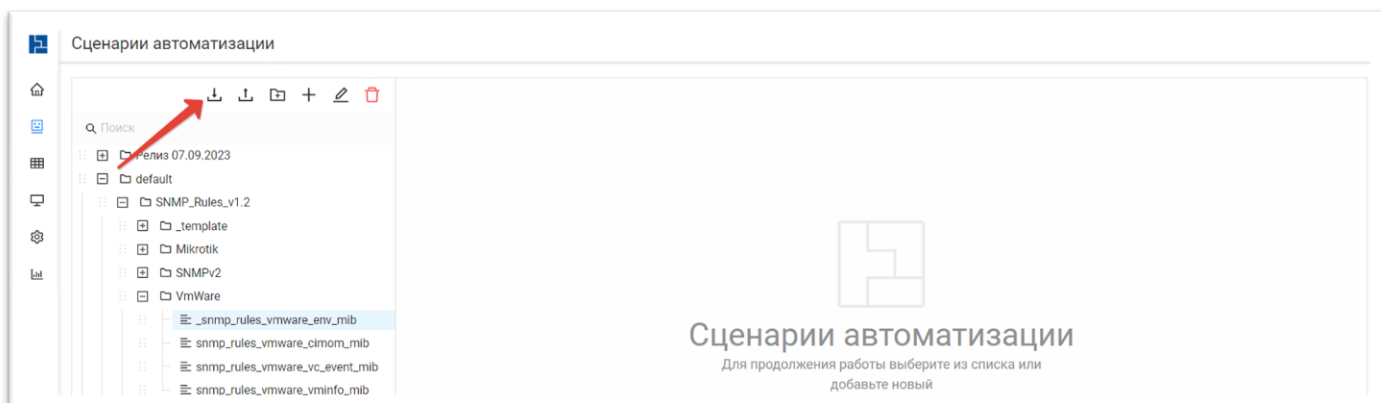 Сценарии автоматизации
Поиск
Релиз 07.09.2023
default
SNMP_Rules_v1.2
_template
Mikrotik
SNMPv2
VmWare
_snmp_rules_vmware_env_mib
snmp_rules_vmware_cimom_mib
snmp_rules_vmware_vc_event_mib
snmp_rules_vmware_vminfo_mib
Сценарии автоматизации
Для продолжения работы выберите из списка или
добавьте новый